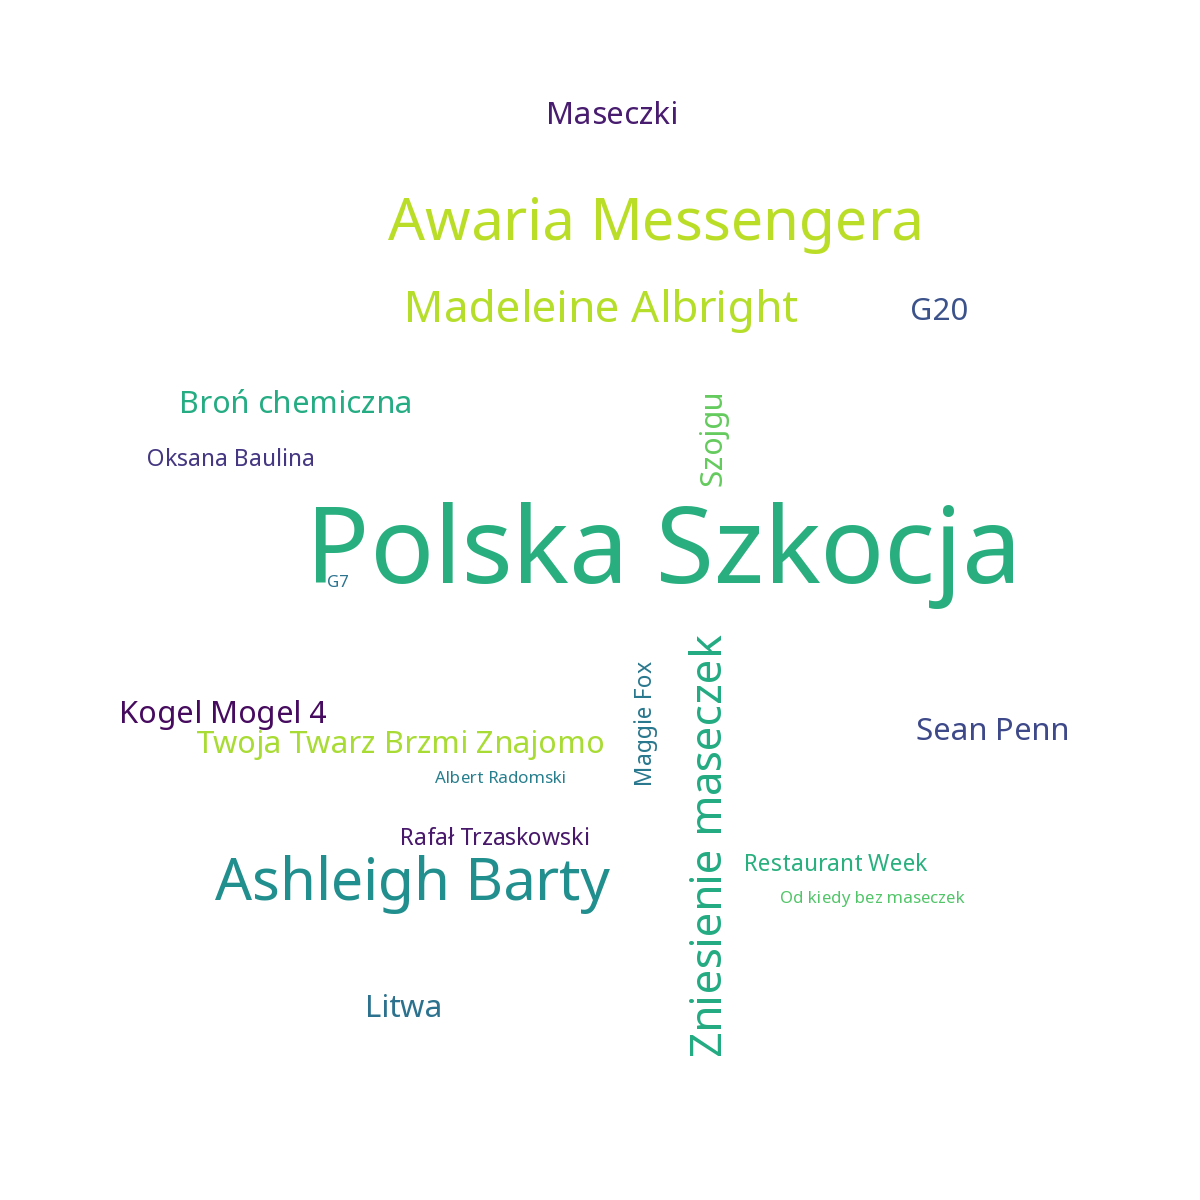 Maseczki
Awaria Messengera
Madeleine Albright
G20
Broń chemiczna
Szojgu
Oksana Baulina
Polska Szkocja
G7
Zniesienie maseczek
Maggie Fox
Kogel Mogel 4
Sean Penn
Twoja Twarz Brzmi Znajomo
Albert Radomski
Rafał Trzaskowski
Ashleigh Barty
Restaurant Week
Od kiedy bez maseczek
Litwa